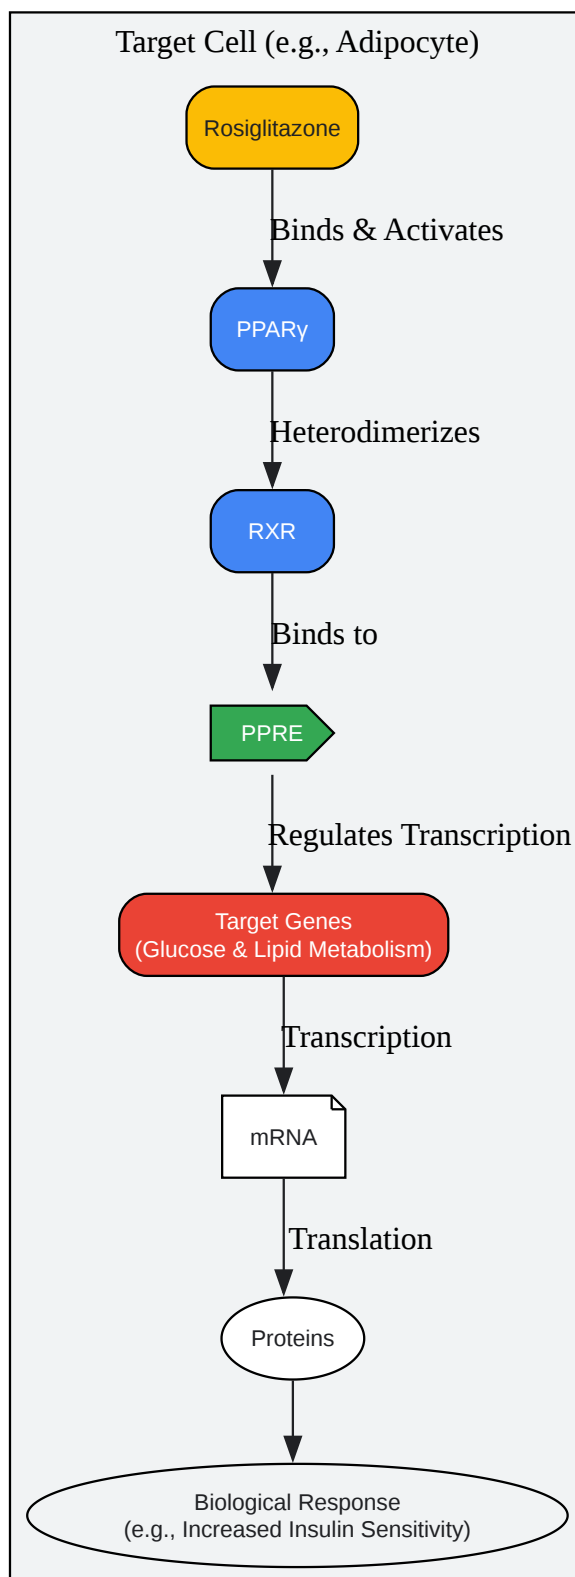 Target Cell (e.g., Adipocyte)
Rosiglitazone
Binds & Activates
PPARγ
Heterodimerizes
RXR
Binds to
PPRE
Regulates Transcription
Target Genes
(Glucose & Lipid Metabolism)
Transcription
mRNA
Translation
Proteins
Biological Response
(e.g., Increased Insulin Sensitivity)